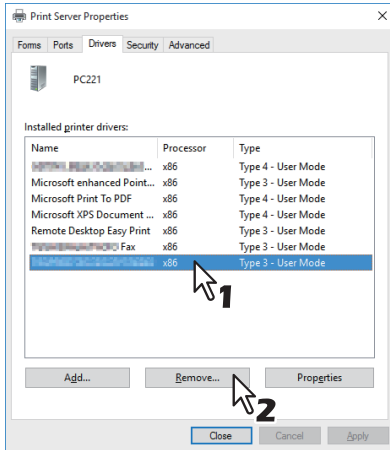 Print Server Properties
Forms Ports Drivers Security Advanced
PC221
Installed printer drivers:
Name Processor Type
... x86 Type 4 - User Mode
Microsoft enhanced Point... x86 Type 3 - User Mode
Microsoft Print To PDF x86 Type 4 - User Mode
Microsoft XPS Document ... x86 Type 4 - User Mode
Remote Desktop Easy Print x86 Type 3 - User Mode
Fax x86 Type 3 - User Mode
x86 Type 3 - User Mode
1
Add... Remove... Properties
2
Close Cancel Apply